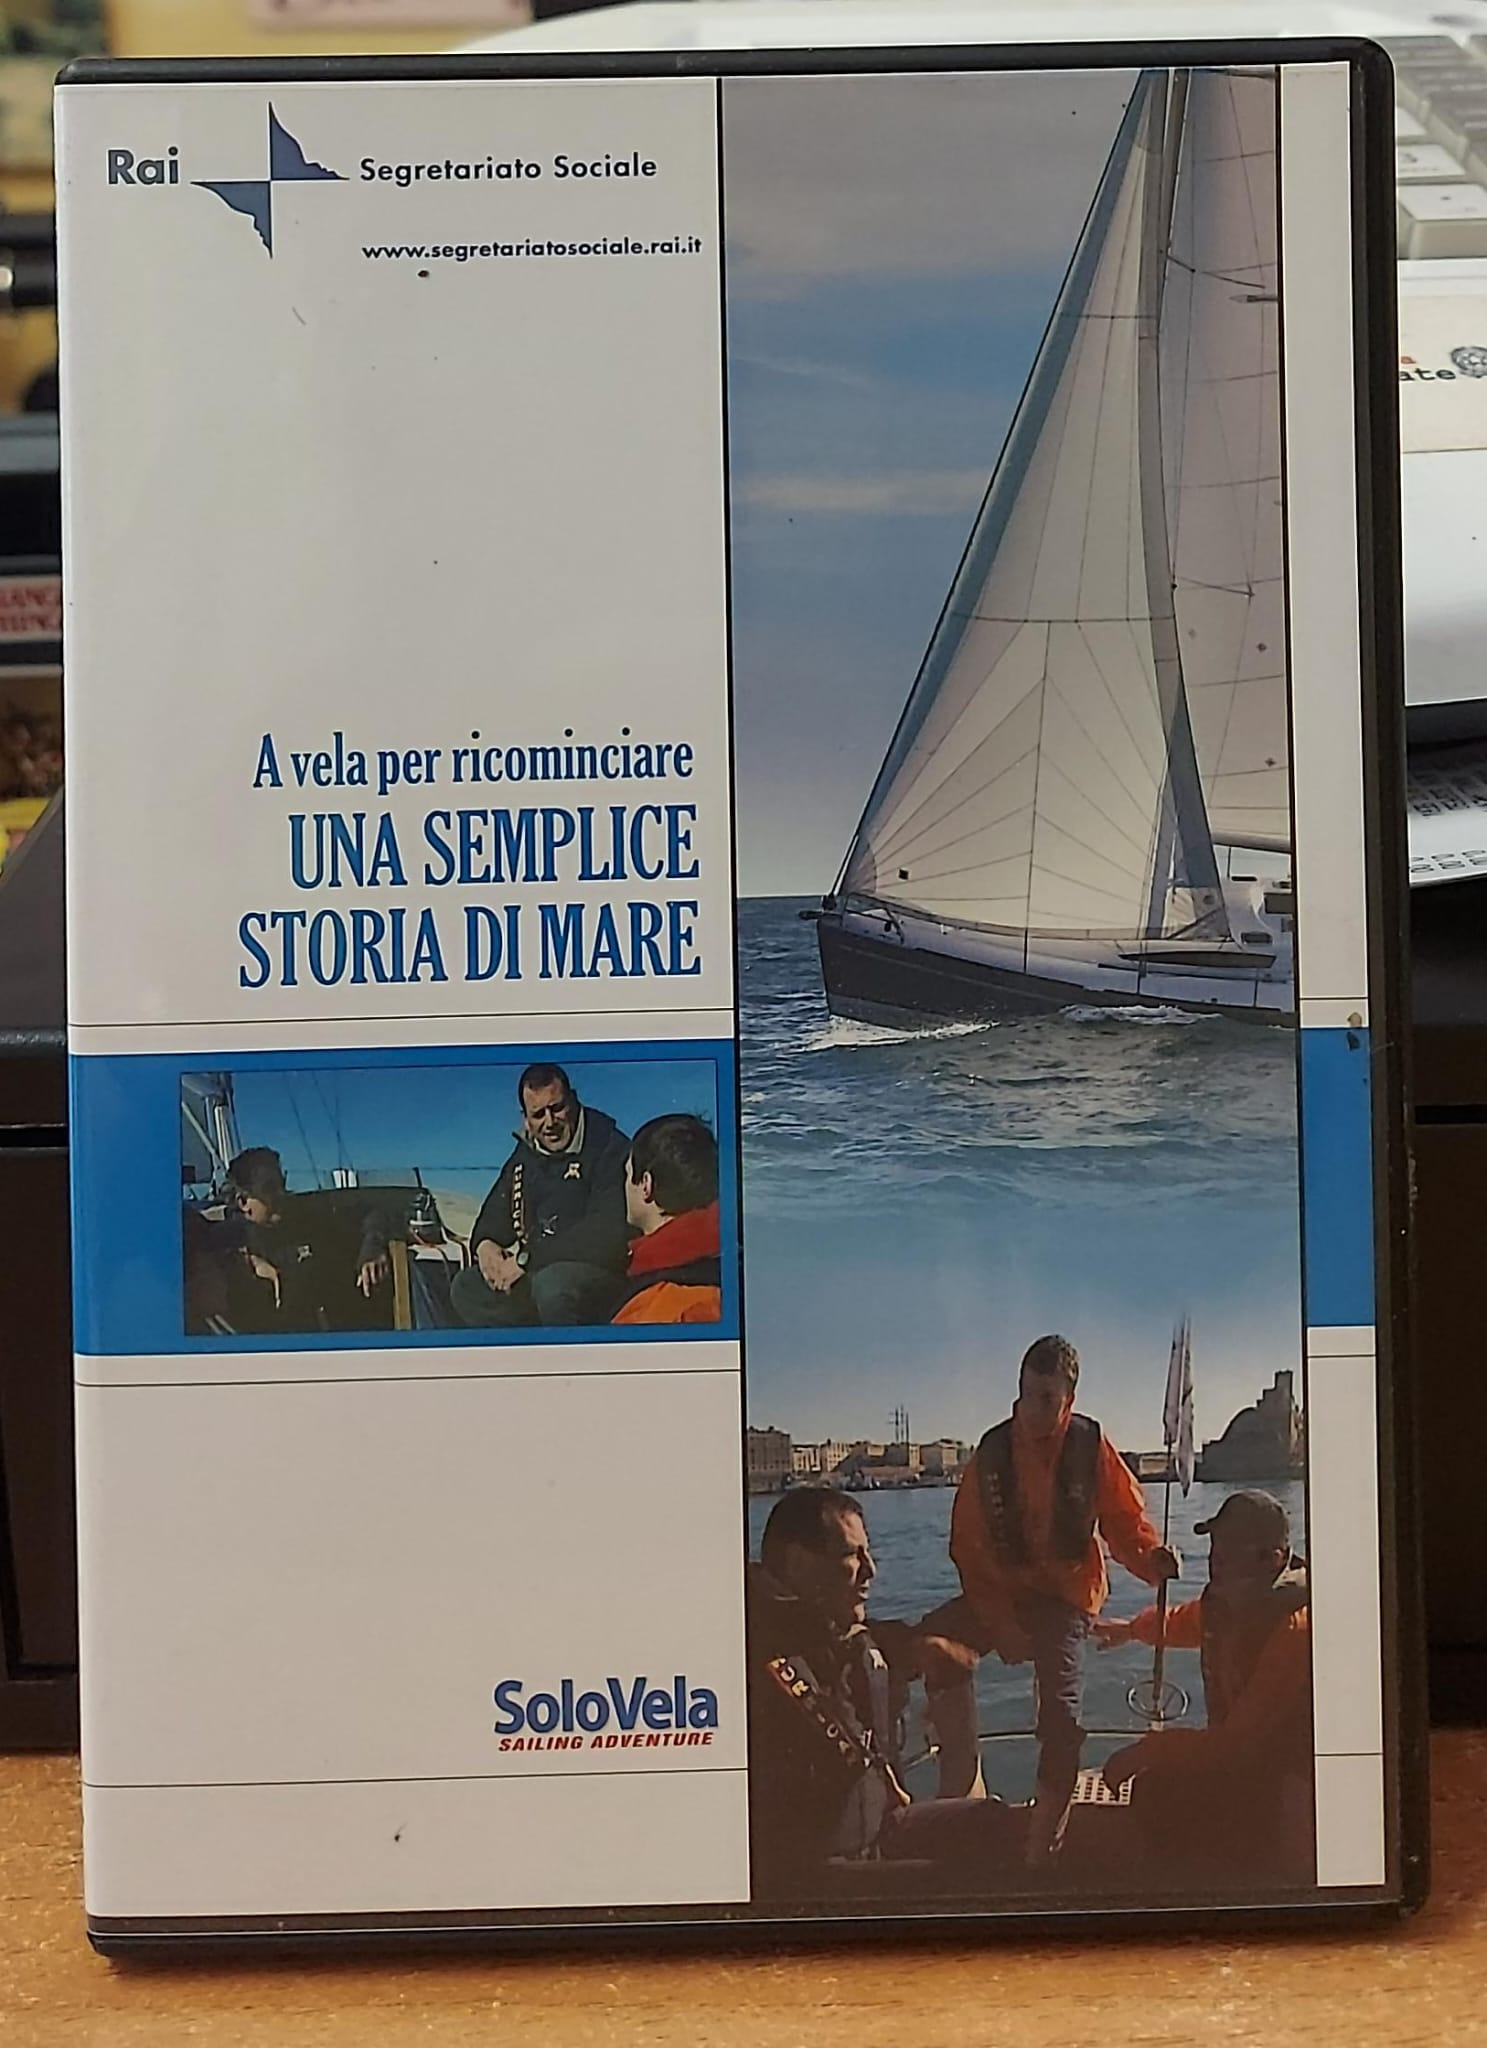 Rai Segretariato Sociale
www.segretariatosociale.rai.it
A vela per ricominciare
UNA SEMPLICE
STORIA DI MARE
SoloVela
SAILING ADVENTURE